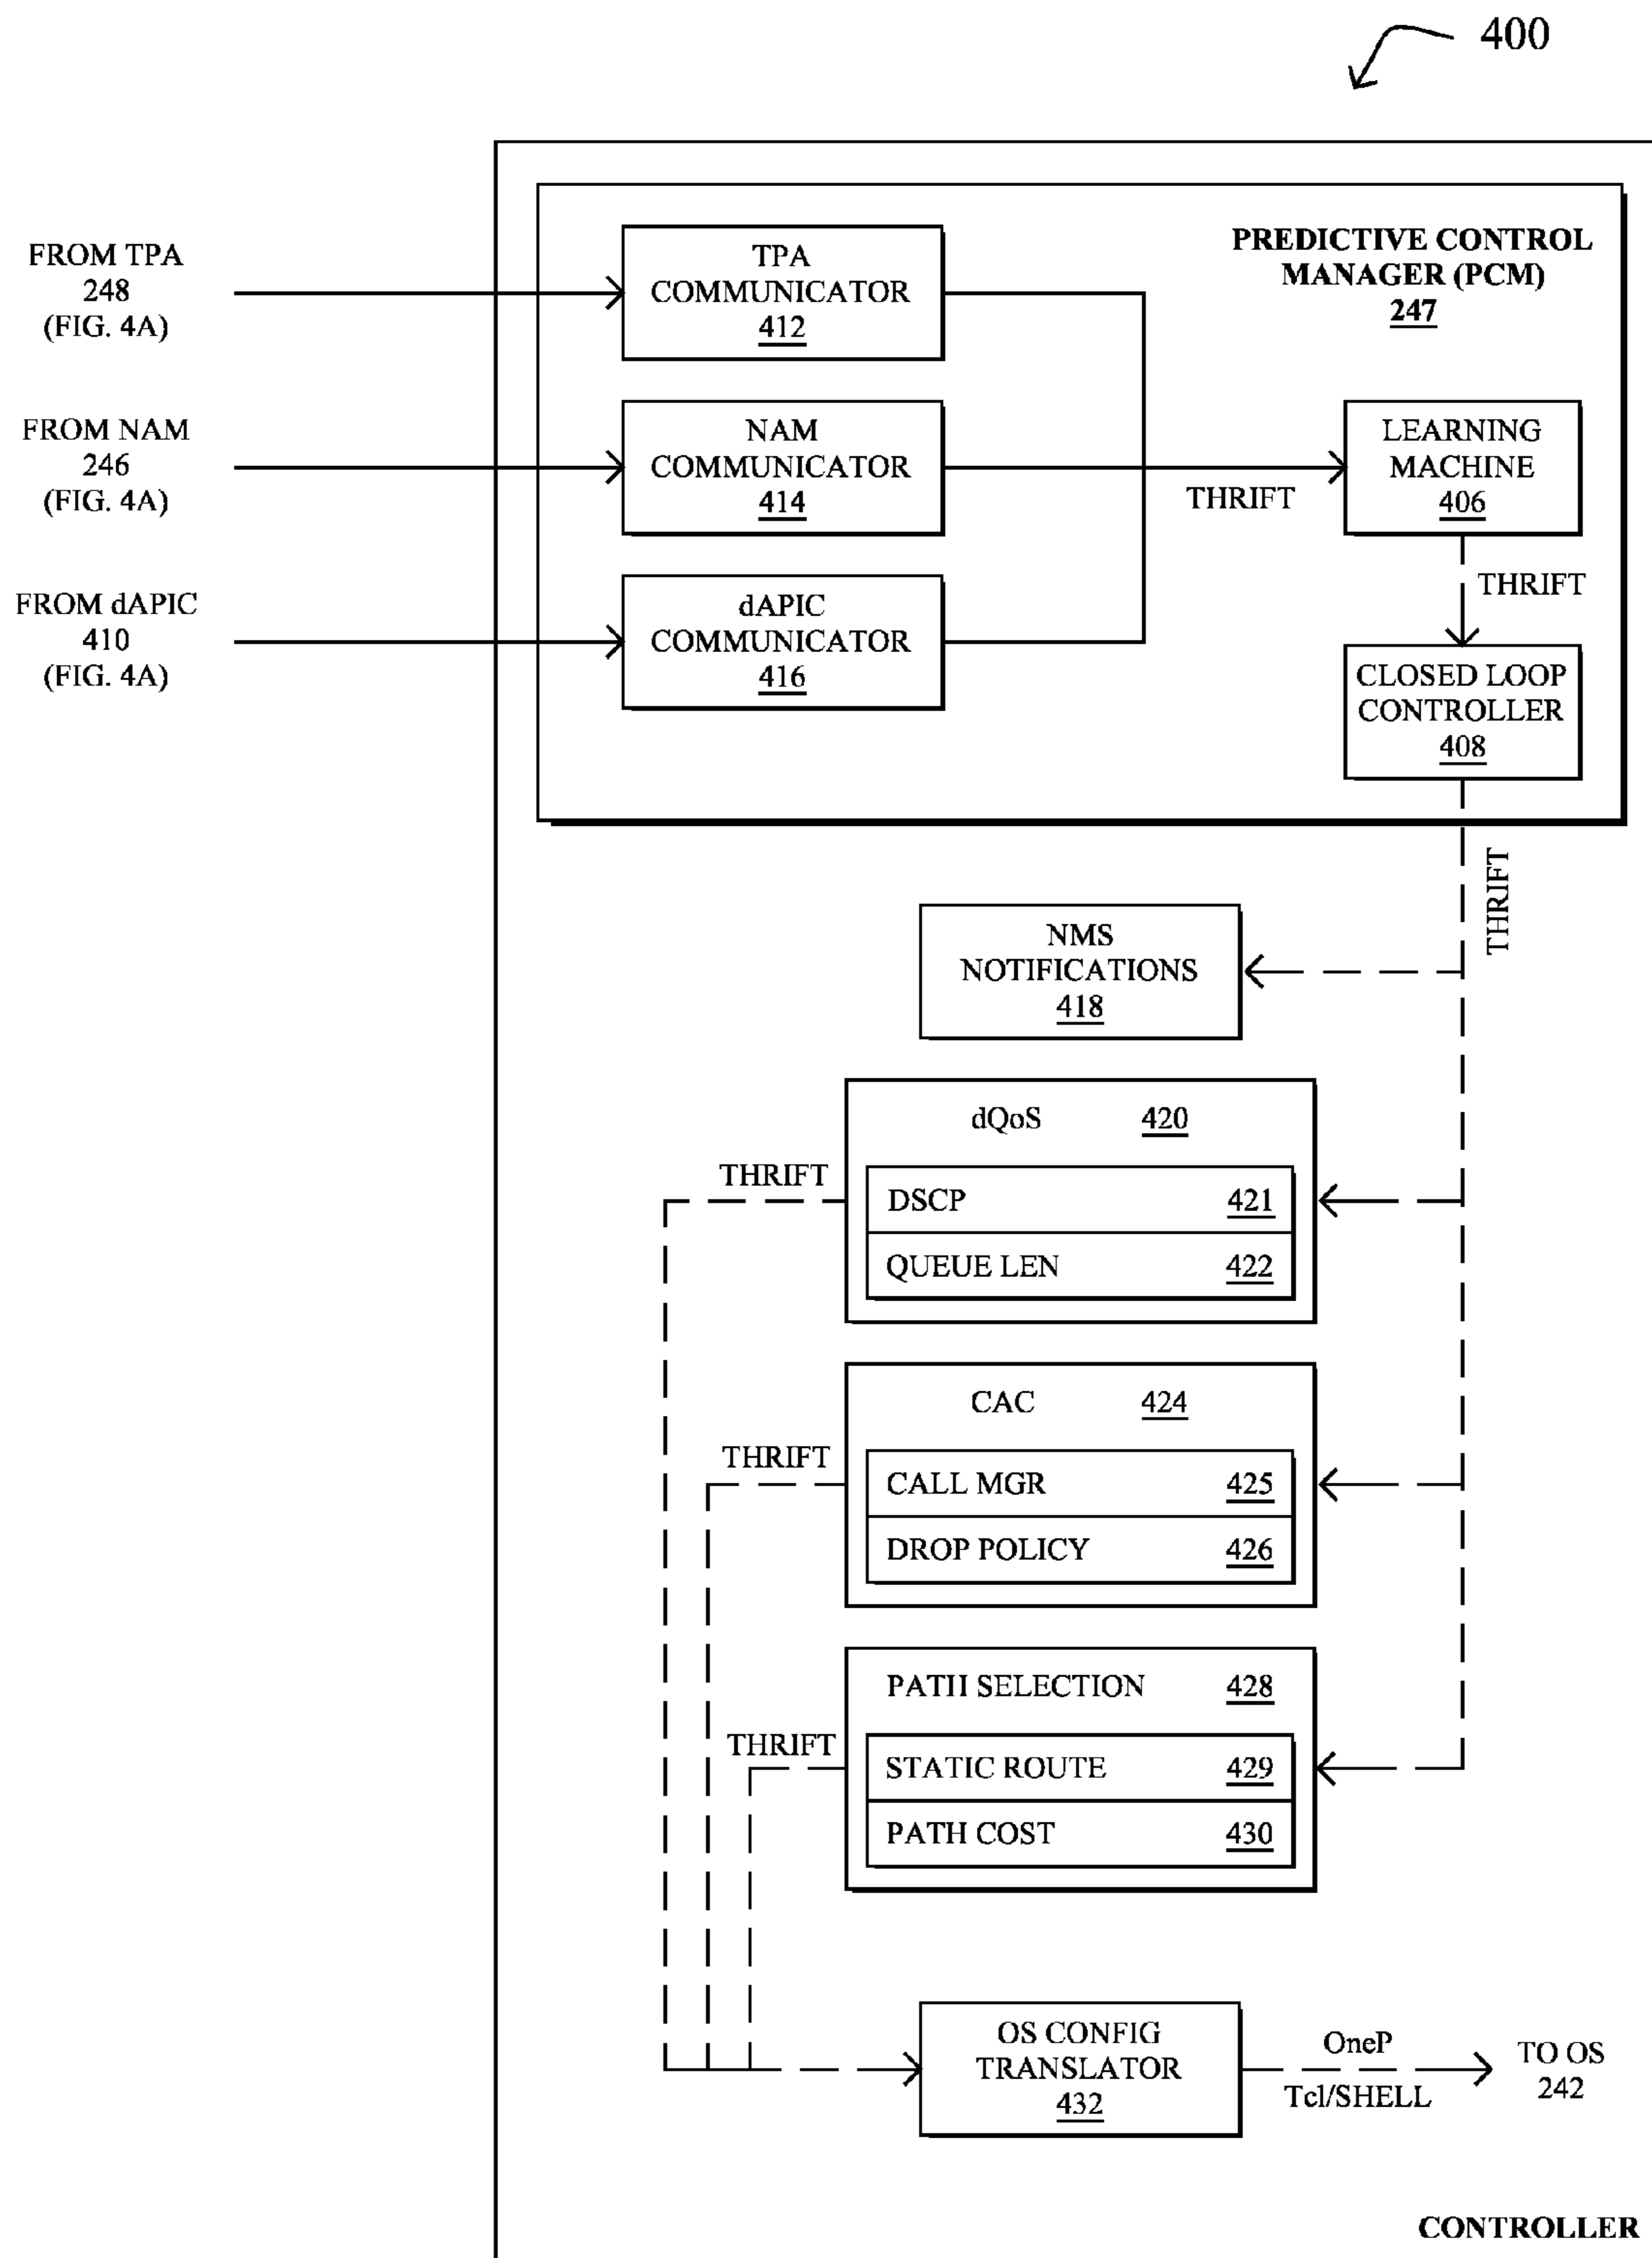 400
FROM TPA
248
(FIG. 4A)
TPA
COMMUNICATOR
412
PREDICTIVE CONTROL
MANAGER (PCM)
247
FROM NAM
246
(FIG. 4A)
NAM
COMMUNICATOR
414
THRIFT
LEARNING
MACHINE
406
THRIFT
FROM dAPIC
410
(FIG. 4A)
dAPIC
COMMUNICATOR
416
CLOSED LOOP
CONTROLLER
408
THRIFT
NMS
NOTIFICATIONS
418
dQoS 420
THRIFT
DSCP 421
QUEUE LEN 422
CAC 424
THRIFT
CALL MGR 425
DROP POLICY 426
PATH SELECTION 428
THRIFT
STATIC ROUTE 429
PATH COST 430
OS CONFIG
TRANSLATOR
432
OneP
Tcl/SHELL
TO OS
242
CONTROLLER